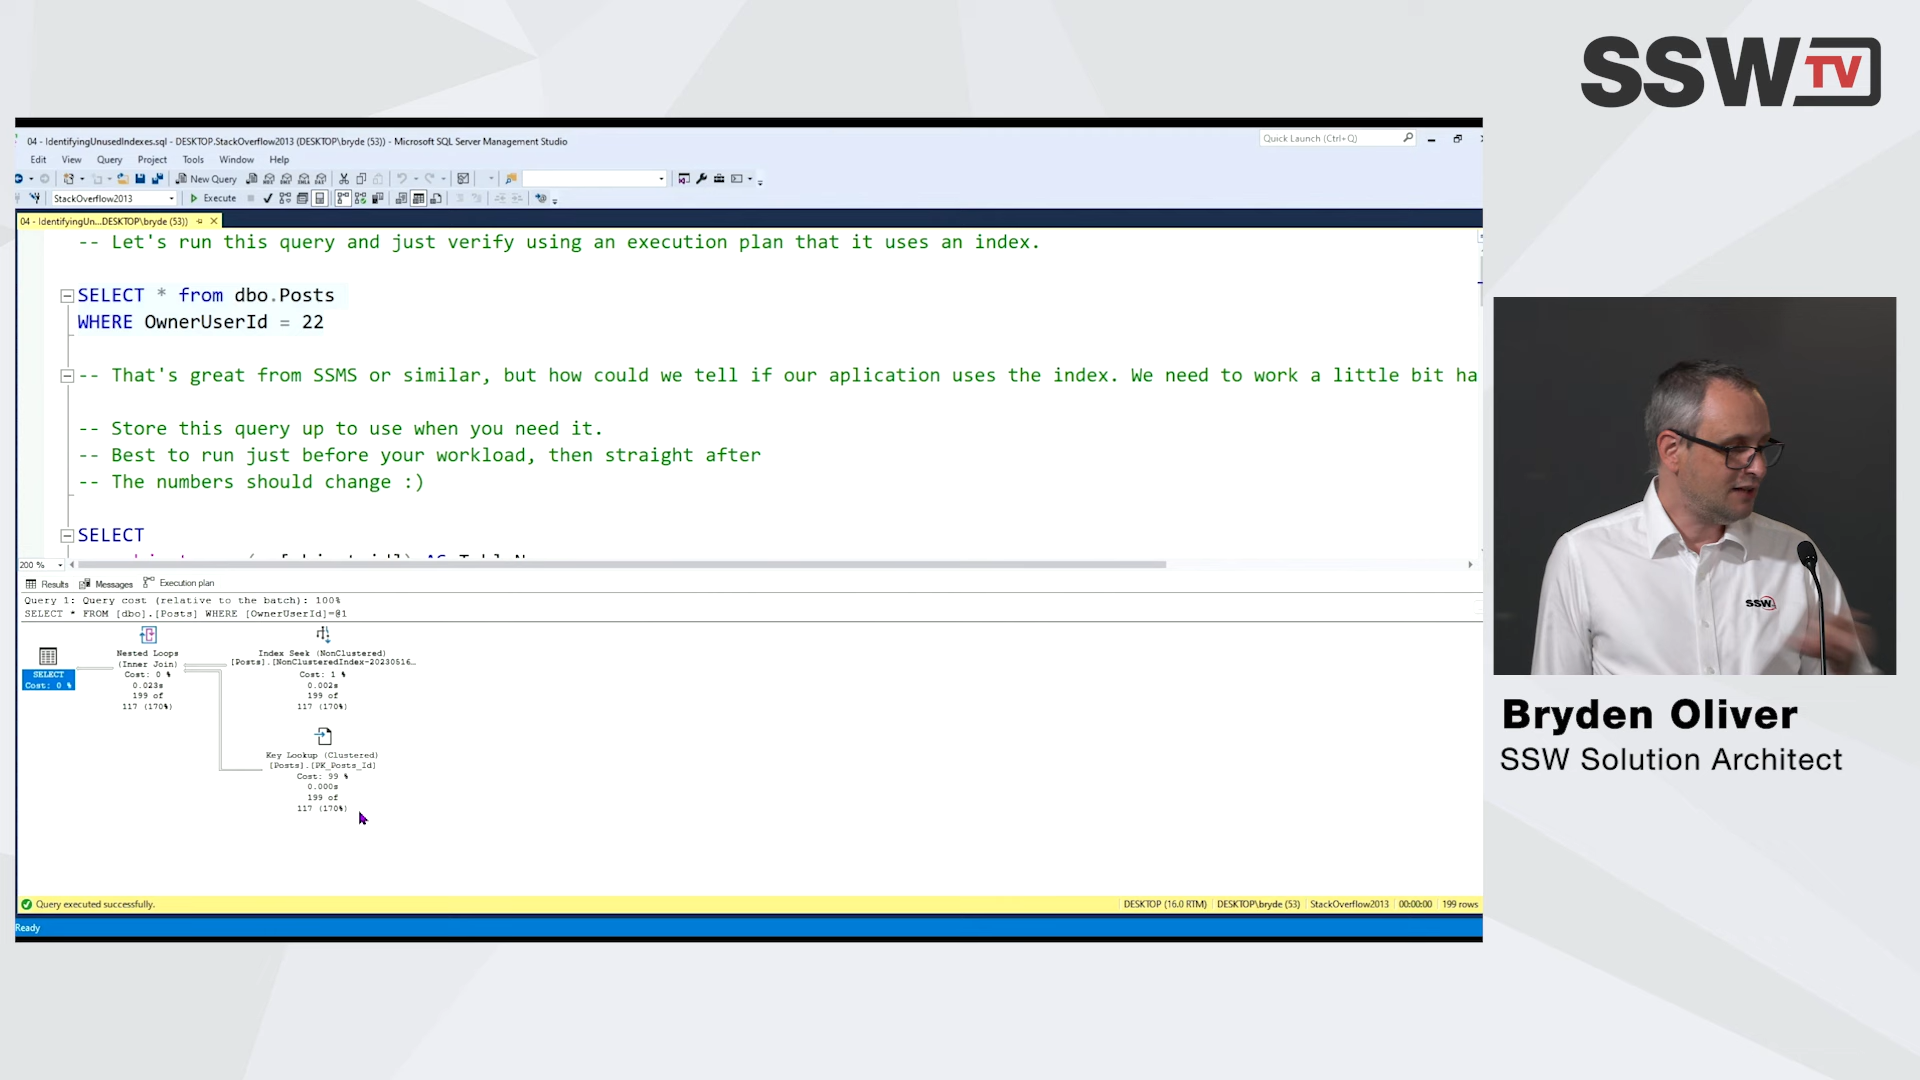 SSW TV
04 - IdentifyingUnusedIndexes.sql - DESKTOP.StackOverflow2013 (DESKTOP\bryde (53)) - Microsoft SQL Server Management Studio
Quick Launch (Ctrl+Q)
Edit View Query Project Tools Window Help
New Query
StackOverflow2013 Execute
04 - IdentifyingUn...DESKTOP\bryde (53))
-- Let's run this query and just verify using an execution plan that it uses an index.
SELECT * from dbo.Posts
WHERE OwnerUserId = 22
-- That's great from SSMS or similar, but how could we tell if our aplication uses the index. We need to work a little bit ha
-- Store this query up to use when you need it.
-- Best to run just before your workload, then straight after
-- The numbers should change :)
SELECT
200 %
Results Messages Execution plan
Query 1: Query cost (relative to the batch): 100%
SELECT * FROM [dbo].[Posts] WHERE [OwnerUserId]=@1
SELECT
Cost: 0 %
Nested Loops
(Inner Join)
Cost: 0 %
0.023s
199 of
117 (170%)
Index Seek (NonClustered)
[Posts].[NonClusteredIndex-20230516...
Cost: 1 %
0.002s
199 of
117 (170%)
Key Lookup (Clustered)
[Posts].[PK_Posts_Id]
Cost: 99 %
0.000s
199 of
117 (170%)
Query executed successfully.
DESKTOP (16.0 RTM) DESKTOP\bryde (53) StackOverflow2013 00:00:00 199 rows
Ready
SSW
Bryden Oliver
SSW Solution Architect